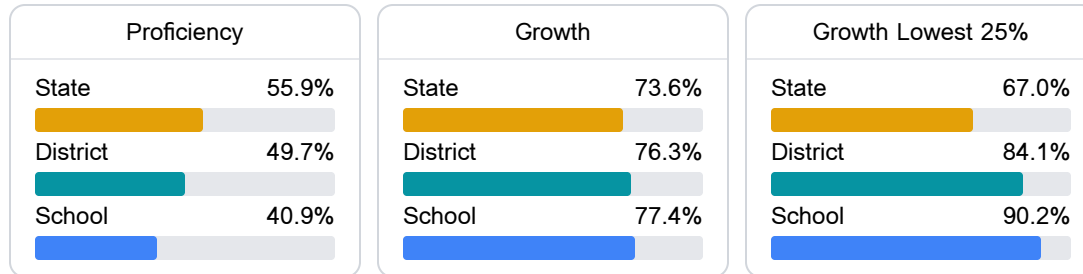 Proficiency
State 55.9%
District 49.7%
School 40.9%
Growth
State 73.6%
District 76.3%
School 77.4%
Growth Lowest 25%
State 67.0%
District 84.1%
School 90.2%